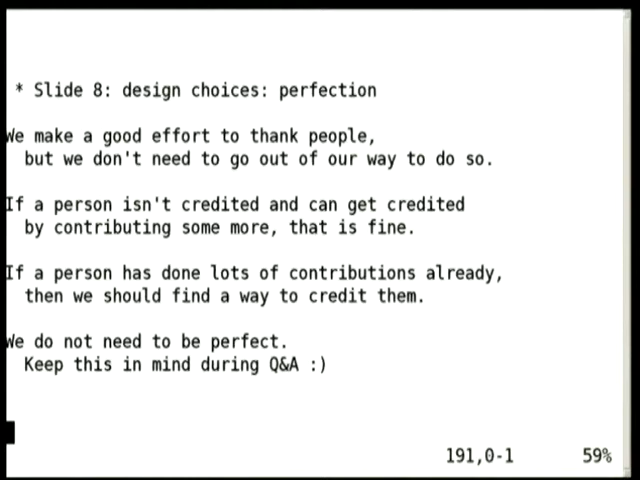 * Slide 8: design choices: perfection
We make a good effort to thank people,
but we don't need to go out of our way to do so.
If a person isn't credited and can get credited
by contributing some more, that is fine.
If a person has done lots of contributions already,
then we should find a way to credit them.
We do not need to be perfect.
Keep this in mind during Q&A :)
191,0-1 59%